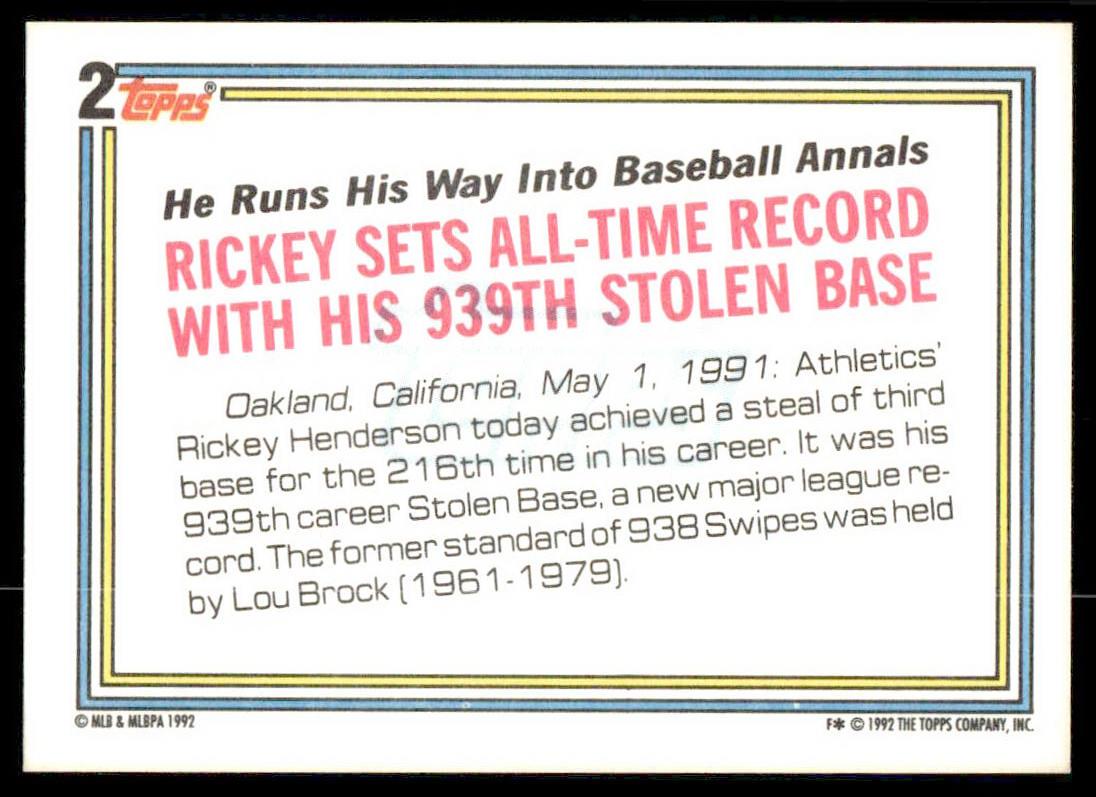 2 Topps®
He Runs His Way Into Baseball Annals
RICKEY SETS ALL-TIME RECORD
WITH HIS 939TH STOLEN BASE
Oakland, California, May 1, 1991: Athletics'
Rickey Henderson today achieved a steal of third
base for the 216th time in his career. It was his
939th career Stolen Base, a new major league re-
cord. The former standard of 938 Swipes was held
by Lou Brock (1961-1979).
© MLB & MLBPA 1992
F* © 1992 THE TOPPS COMPANY, INC.